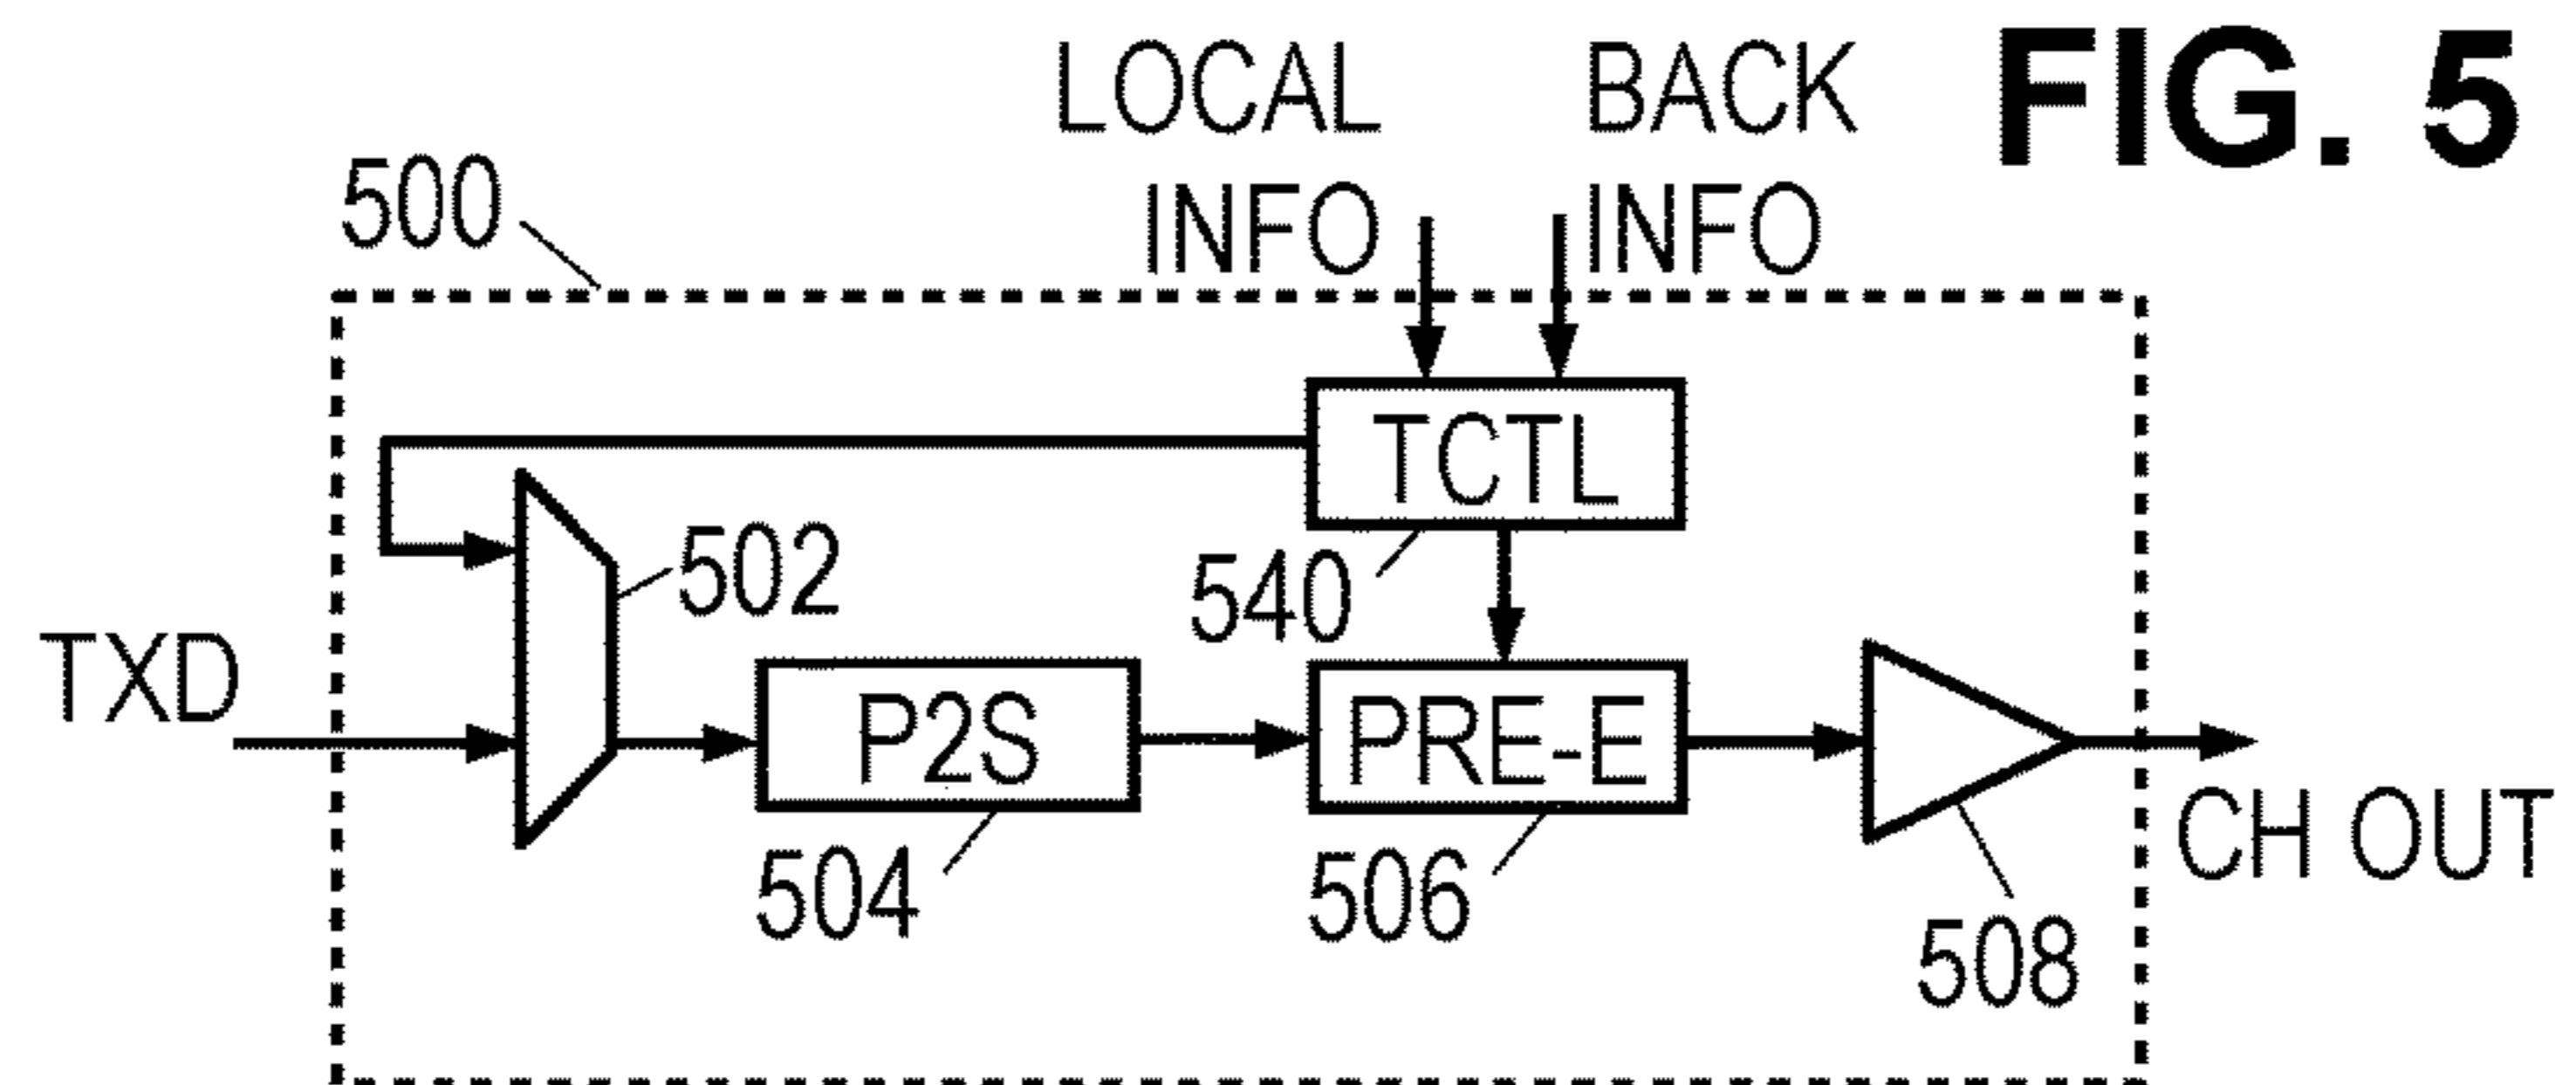 FIG. 5
LOCAL
INFO
BACK
INFO
500
TCTL
502
540
TXD
P2S
PRE-E
CH OUT
504
506
508